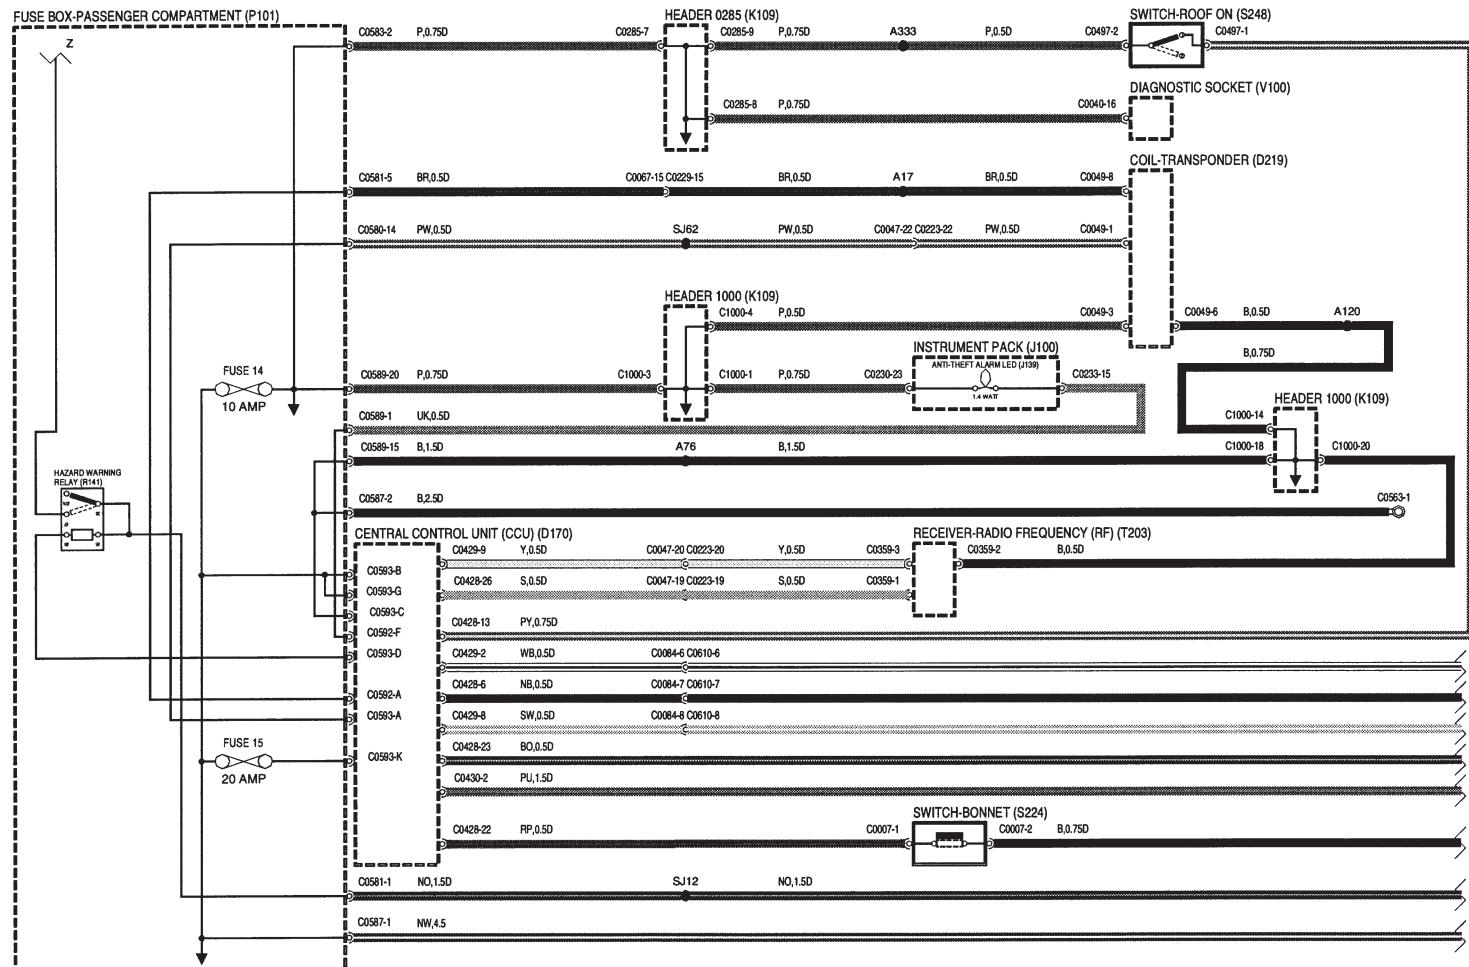 FUSE BOX-PASSENGER COMPARTMENT (P101)
HEADER 0285 (K109)
SWITCH-ROOF ON (S248)
Z
C0583-2 P,0.75D C0285-7 C0285-9 P,0.75D A333 P,0.5D C0497-2 C0497-1
DIAGNOSTIC SOCKET (V100)
C0285-8 P,0.75D C0040-16
COIL-TRANSPONDER (D219)
C0581-5 BR,0.5D C0067-15 C0229-15 BR,0.5D A17 BR,0.5D C0049-8
C0580-14 PW,0.5D SJ62 PW,0.5D C0047-22 C0223-22 PW,0.5D C0049-1
HEADER 1000 (K109)
C1000-4 P,0.5D C0049-3 C0049-6 B,0.5D A120
INSTRUMENT PACK (J100)
B,0.75D
ANTI-THEFT ALARM LED (J139)
FUSE 14
C0589-20 P,0.75D C1000-3 C1000-1 P,0.75D C0230-23 C0233-15
1.4 WATT
10 AMP
HEADER 1000 (K109)
C0589-1 UK,0.5D C1000-14
C0589-15 B,1.5D A76 B,1.5D C1000-18 C1000-20
HAZARD WARNING
RELAY (R141)
C0587-2 B,2.5D C0563-1
CENTRAL CONTROL UNIT (CCU) (D170)
RECEIVER-RADIO FREQUENCY (RF) (T203)
C0429-9 Y,0.5D C0047-20 C0223-20 Y,0.5D C0359-3 C0359-2 B,0.5D
C0593-B
C0428-26 S,0.5D C0047-19 C0223-19 S,0.5D C0359-1
C0593-G
C0593-C
C0428-13 PY,0.75D
C0592-F
C0593-D C0429-2 WB,0.5D C0084-6 C0610-6
C0428-6 NB,0.5D C0084-7 C0610-7
C0592-A
C0593-A C0429-8 SW,0.5D C0084-8 C0610-8
FUSE 15
C0428-23 BO,0.5D
C0593-K
20 AMP
C0430-2 PU,1.5D
SWITCH-BONNET (S224)
C0428-22 RP,0.5D C0007-1 C0007-2 B,0.75D
C0581-1 NO,1.5D SJ12 NO,1.5D
C0587-1 NW,4.5